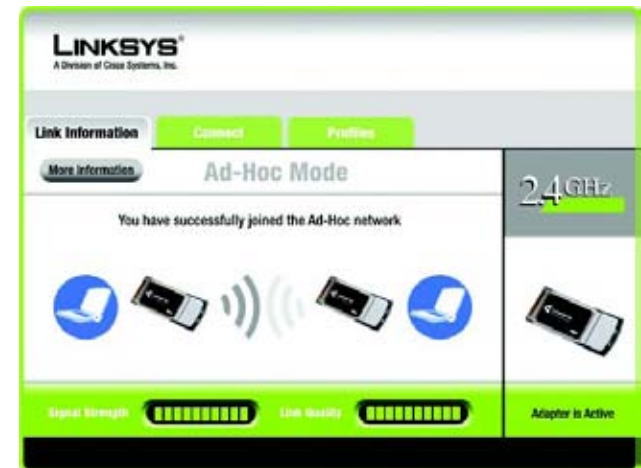 LINKSYS®
A Division of Cisco Systems, Inc.
Link Information
Connect
Profiles
More Information
Ad-Hoc Mode
2.4GHz
You have successfully joined the Ad-Hoc network
Signal Strength
Link Quality
Adapter is Active